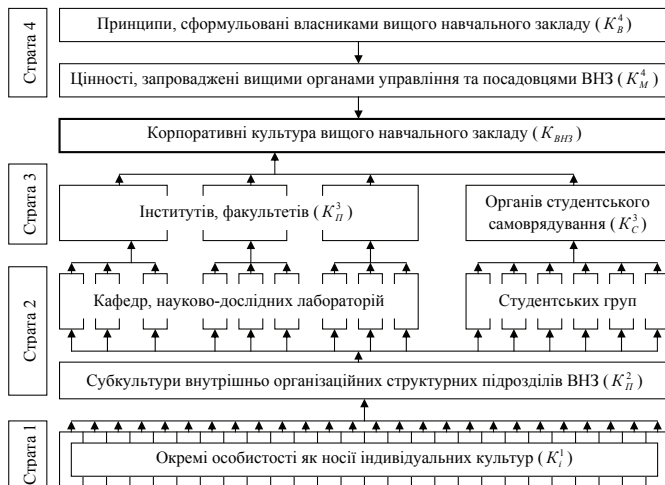 Страта 4
Принципи, сформульовані власниками вищого навчального закладу (K_В^4)
Цінності, запроваджені вищими органами управління та посадовцями ВНЗ (K_М^4)
Корпоративні культура вищого навчального закладу (K_ВНЗ)
Страта 3
Інститутів, факультетів (K_П^3)
Органів студентського
самоврядування (K_С^3)
Страта 2
Кафедр, науково-дослідних лабораторій
Студентських груп
Субкультури внутрішньо організаційних структурних підрозділів ВНЗ (K_П^2)
Страта 1
Окремі особистості як носії індивідуальних культур (K_i^1)